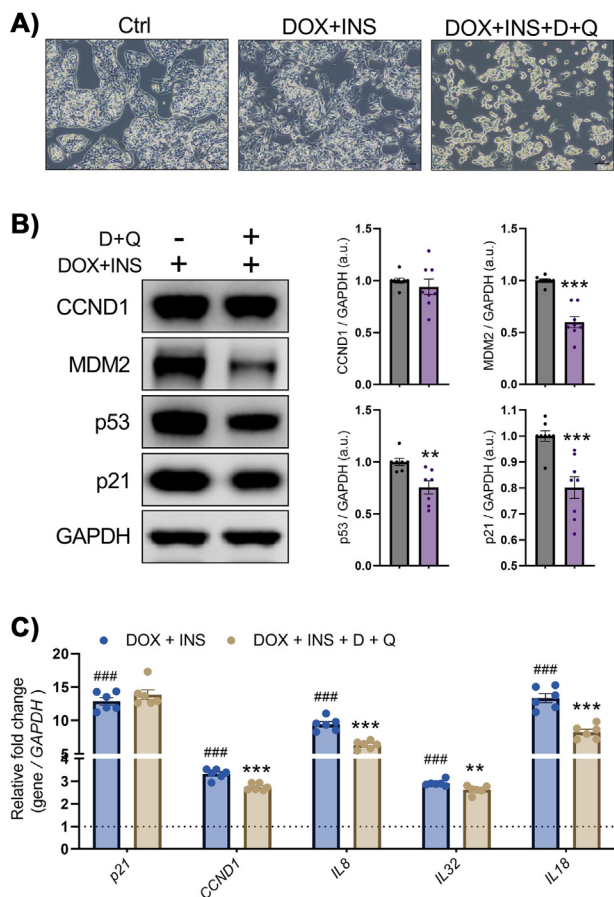 A)
Ctrl
DOX+INS
DOX+INS+D+Q
B)
D+Q - +
DOX+INS + +
CCND1
MDM2
p53
p21
GAPDH
CCND1 / GAPDH (a.u.)
1.5
1.0
0.5
0.0
MDM2 / GAPDH (a.u.)
1.5
1.0
0.5
0.0
***
p53 / GAPDH (a.u.)
1.5
1.0
0.5
0.0
**
p21 / GAPDH (a.u.)
1.1
1.0
0.9
0.8
0.7
0.6
0.5
***
C)
DOX + INS
DOX + INS + D + Q
Relative fold change
(gene / GAPDH )
20
15
10
5
4
3
2
1
0
###
### ***
### ***
### **
### ***
p21
CCND1
IL8
IL32
IL18